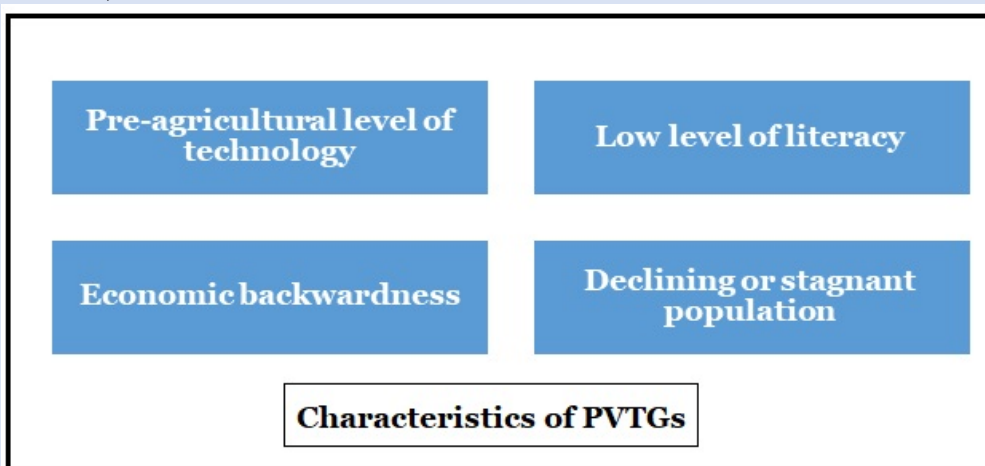 Pre-agricultural level of
technology
Low level of literacy
Economic backwardness
Declining or stagnant
population
Characteristics of PVTGs